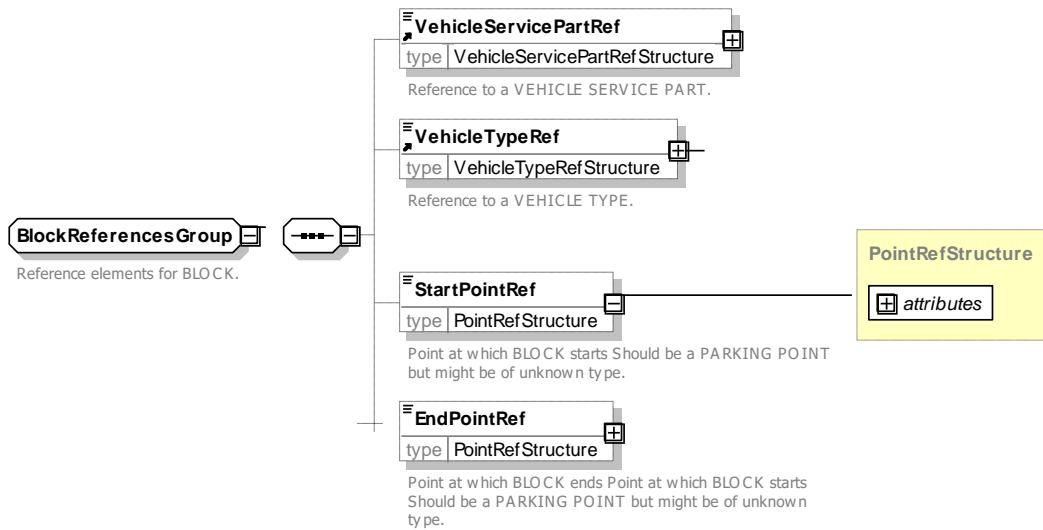 VehicleServicePartRef
type VehicleServicePartRefStructure
Reference to a VEHICLE SERVICE PART.
VehicleTypeRef
type VehicleTypeRefStructure
Reference to a VEHICLE TYPE.
BlockReferencesGroup
Reference elements for BLOCK.
StartPointRef
type PointRefStructure
Point at which BLOCK starts Should be a PARKING POINT
but might be of unknown type.
PointRefStructure
attributes
EndPointRef
type PointRefStructure
Point at which BLOCK ends Point at which BLOCK starts
Should be a PARKING POINT but might be of unknown
type.